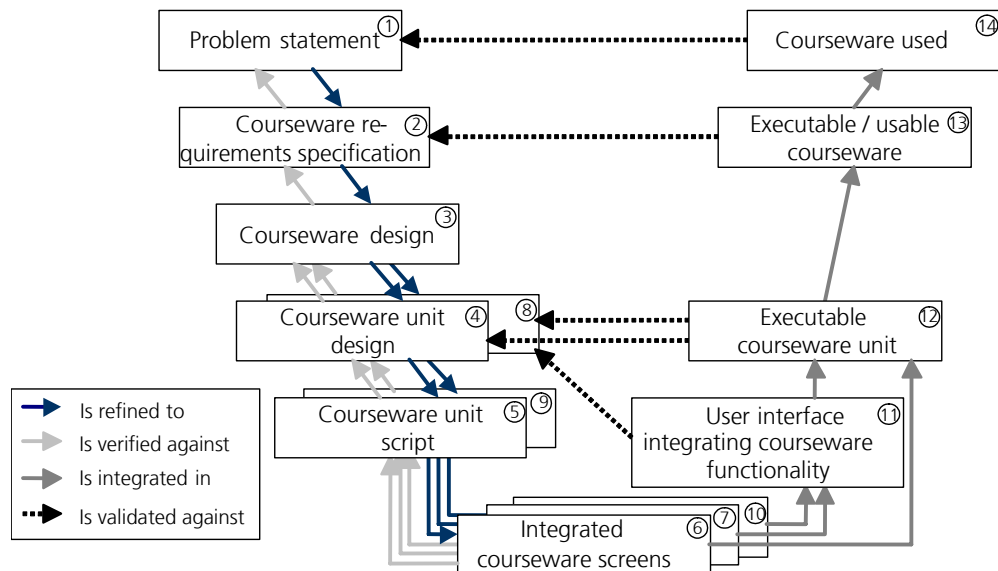 Problem statement
1
Courseware used
14
Courseware re-
quirements specification
2
Executable / usable
courseware
13
Courseware design
3
Courseware unit
design
4
8
Executable
courseware unit
12
Courseware unit
script
5
9
User interface
integrating courseware
functionality
11
Is refined to
Is verified against
Is integrated in
Is validated against
Integrated
courseware screens
6
7
10